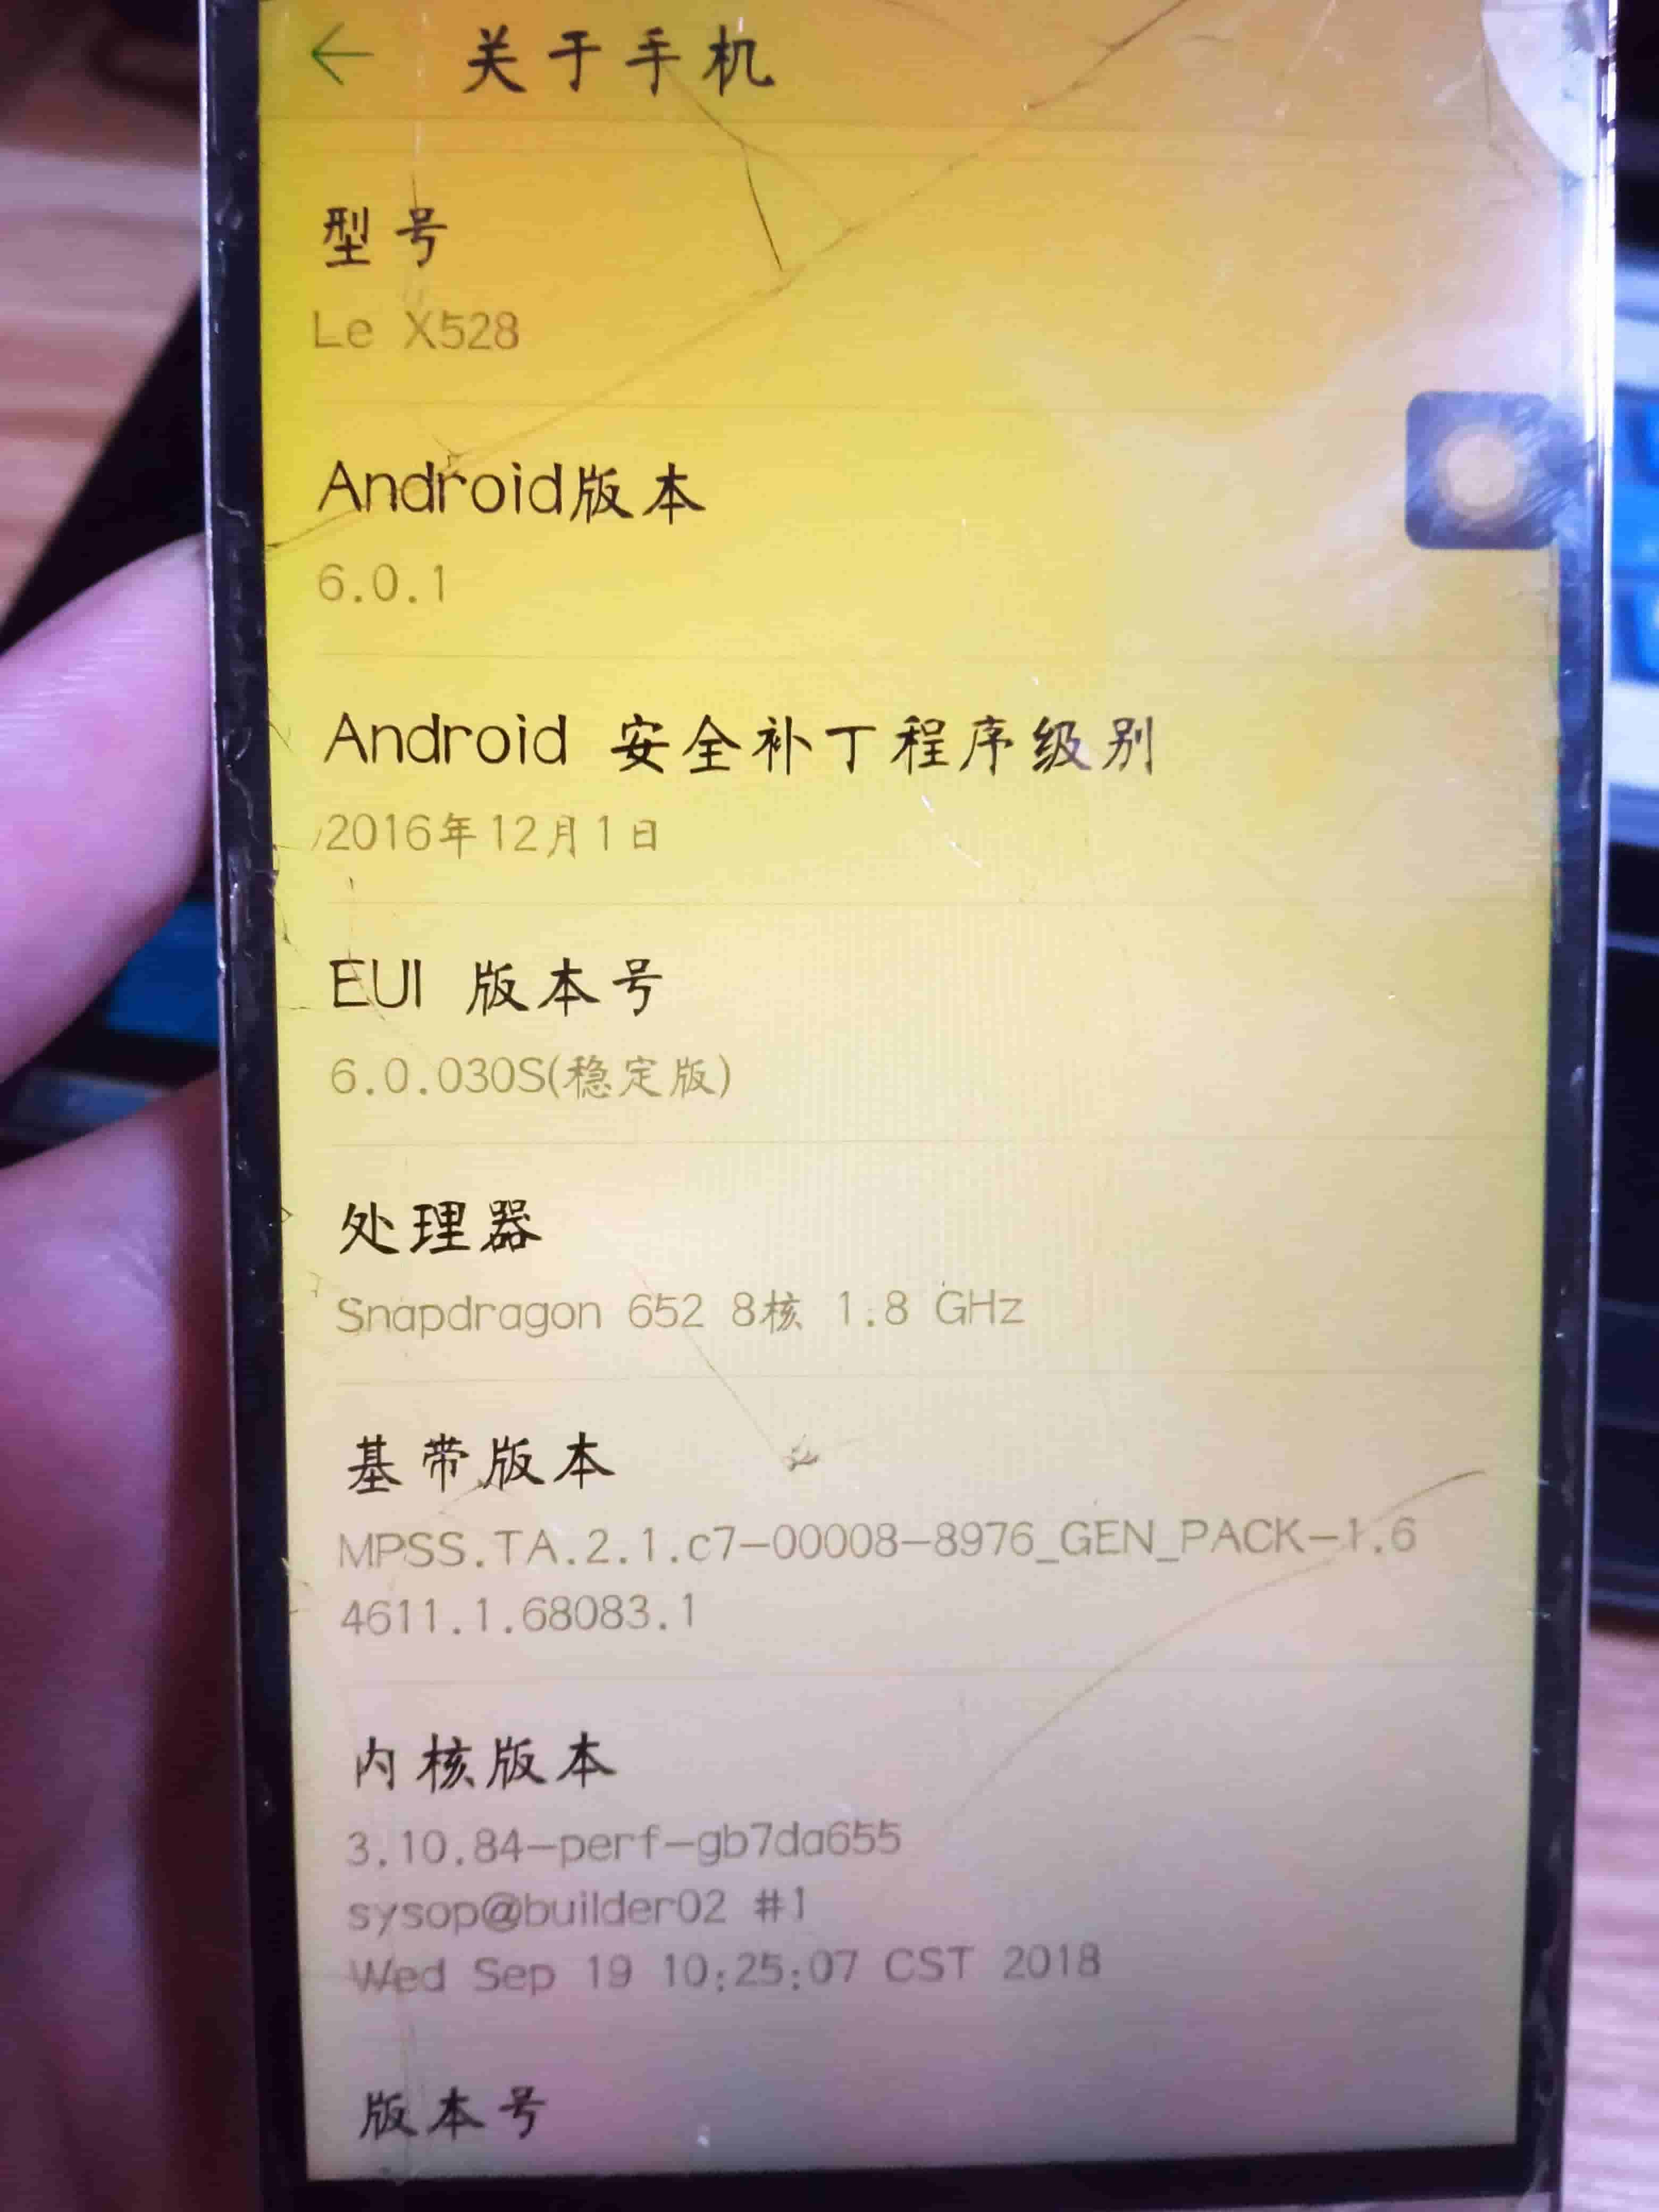 ← 关于手机
型号
Le X528
Android版本
6.0.1
Android 安全补丁程序级别
2016年12月1日
EUI 版本号
6.0.030S(稳定版)
处理器
Snapdragon 652 8核 1.8 GHz
基带版本
MPSS.TA.2.1.c7-00008-8976_GEN_PACK-1.6
4611.1.68083.1
内核版本
3.10.84-perf-gb7da655
sysop@builder02 #1
Wed Sep 19 10:25:07 CST 2018
版本号